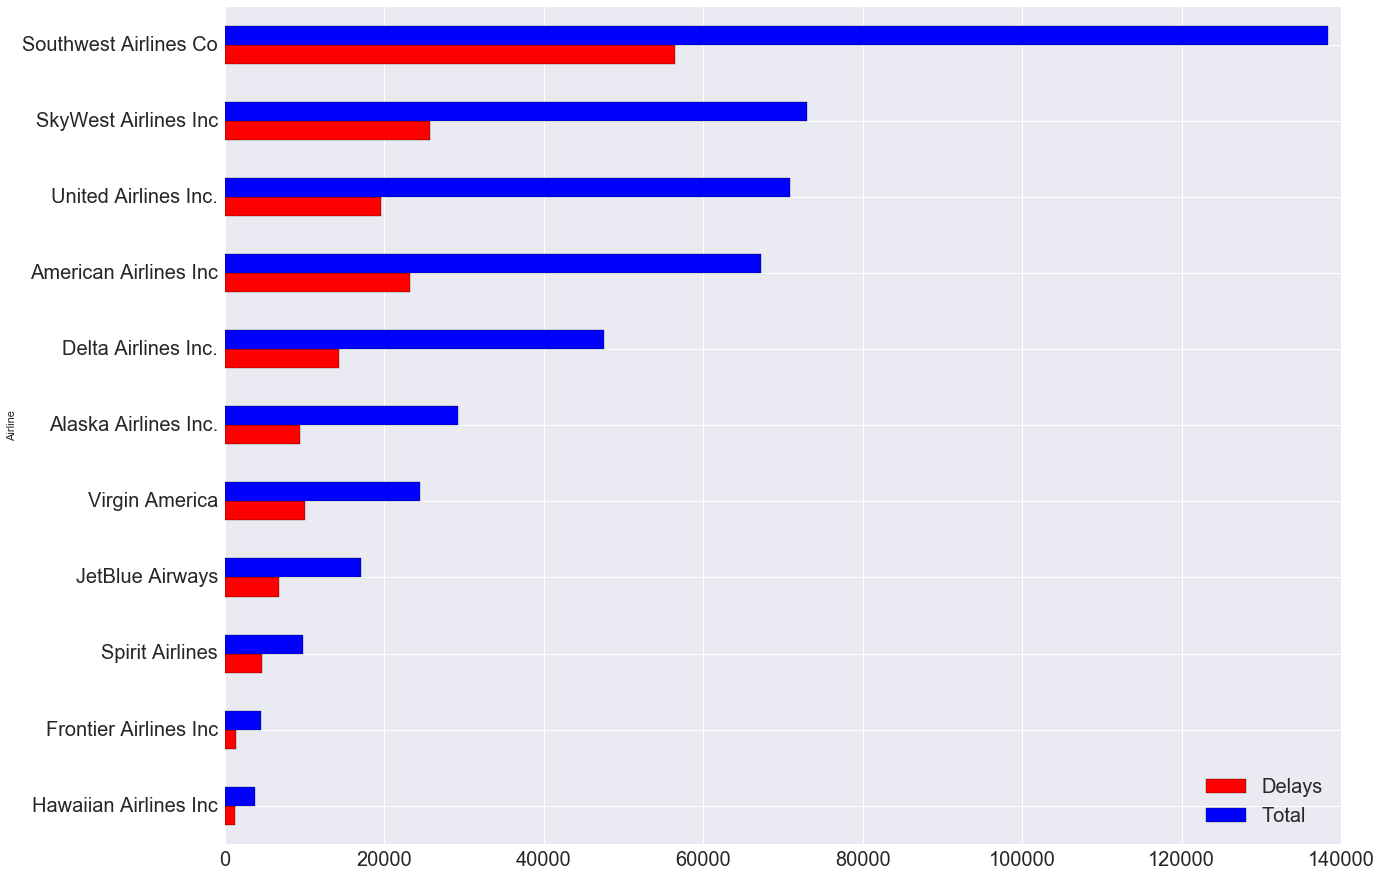 Southwest Airlines Co
SkyWest Airlines Inc
United Airlines Inc.
American Airlines Inc
Delta Airlines Inc.
Airline
Alaska Airlines Inc.
Virgin America
JetBlue Airways
Spirit Airlines
Frontier Airlines Inc
Hawaiian Airlines Inc
Delays
Total
0 20000 40000 60000 80000 100000 120000 140000